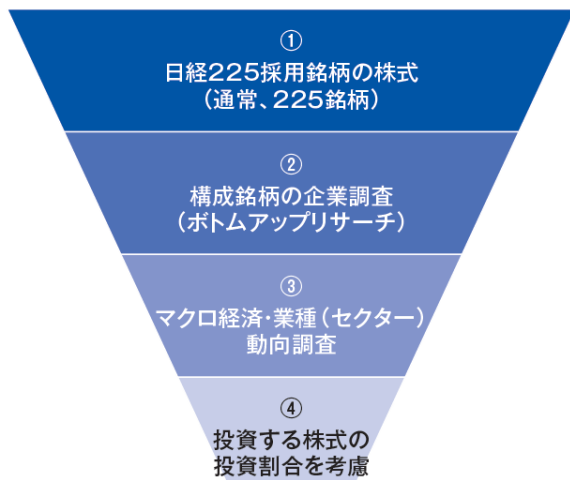 ①
日経225採用銘柄の株式
(通常、225銘柄)
②
構成銘柄の企業調査
(ボトムアップリサーチ)
③
マクロ経済・業種(セクター)
動向調査
④
投資する株式の
投資割合を考慮